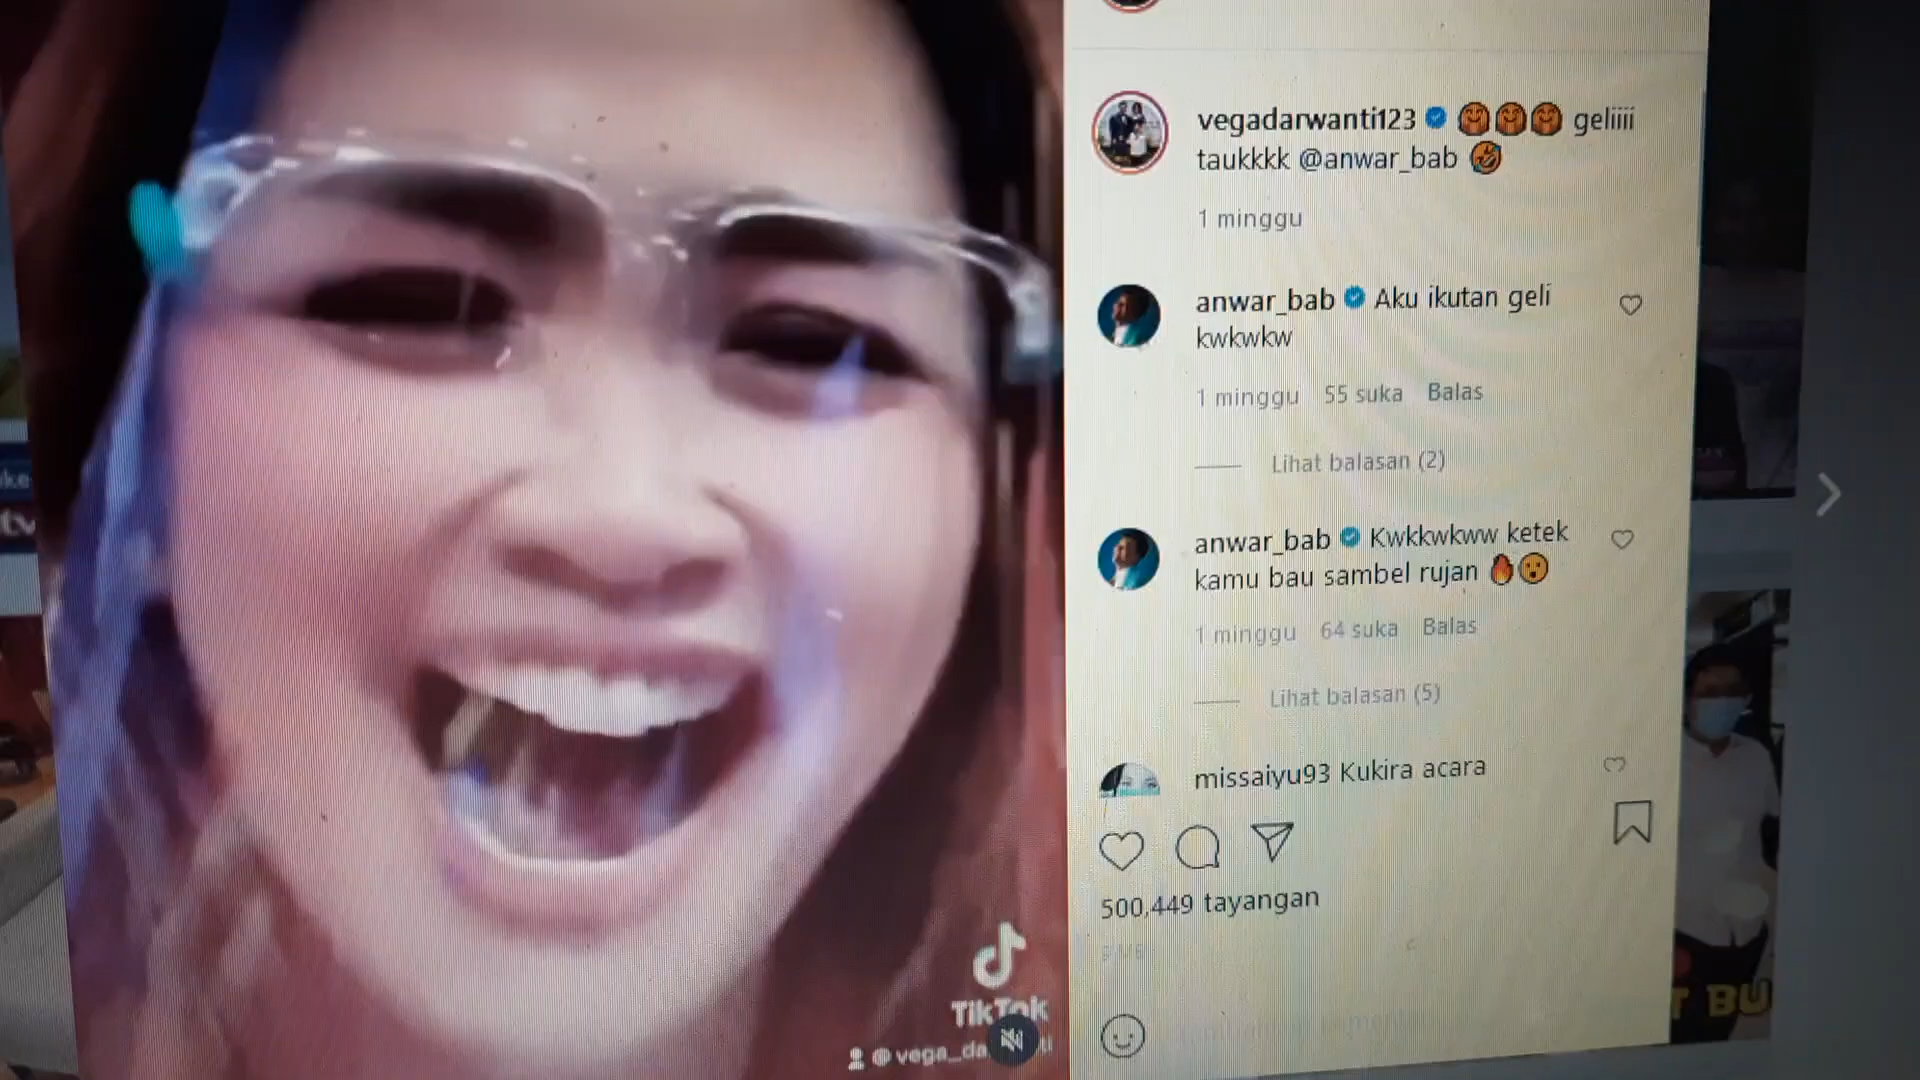 vegadarwanti123 🤗🤗🤗 geliiii
taukkkk @anwar_bab 🤣
1 minggu
anwar_bab Aku ikutan geli
kwkwkw
1 minggu 55 suka Balas
Lihat balasan (2)
anwar_bab Kwkkwkww ketek
kamu bau sambel rujan 🔥😮
1 minggu 64 suka Balas
Lihat balasan (5)
missaiyu93 Kukira acara
500,449 tayangan
TikTok
@vega_da
tv
BU